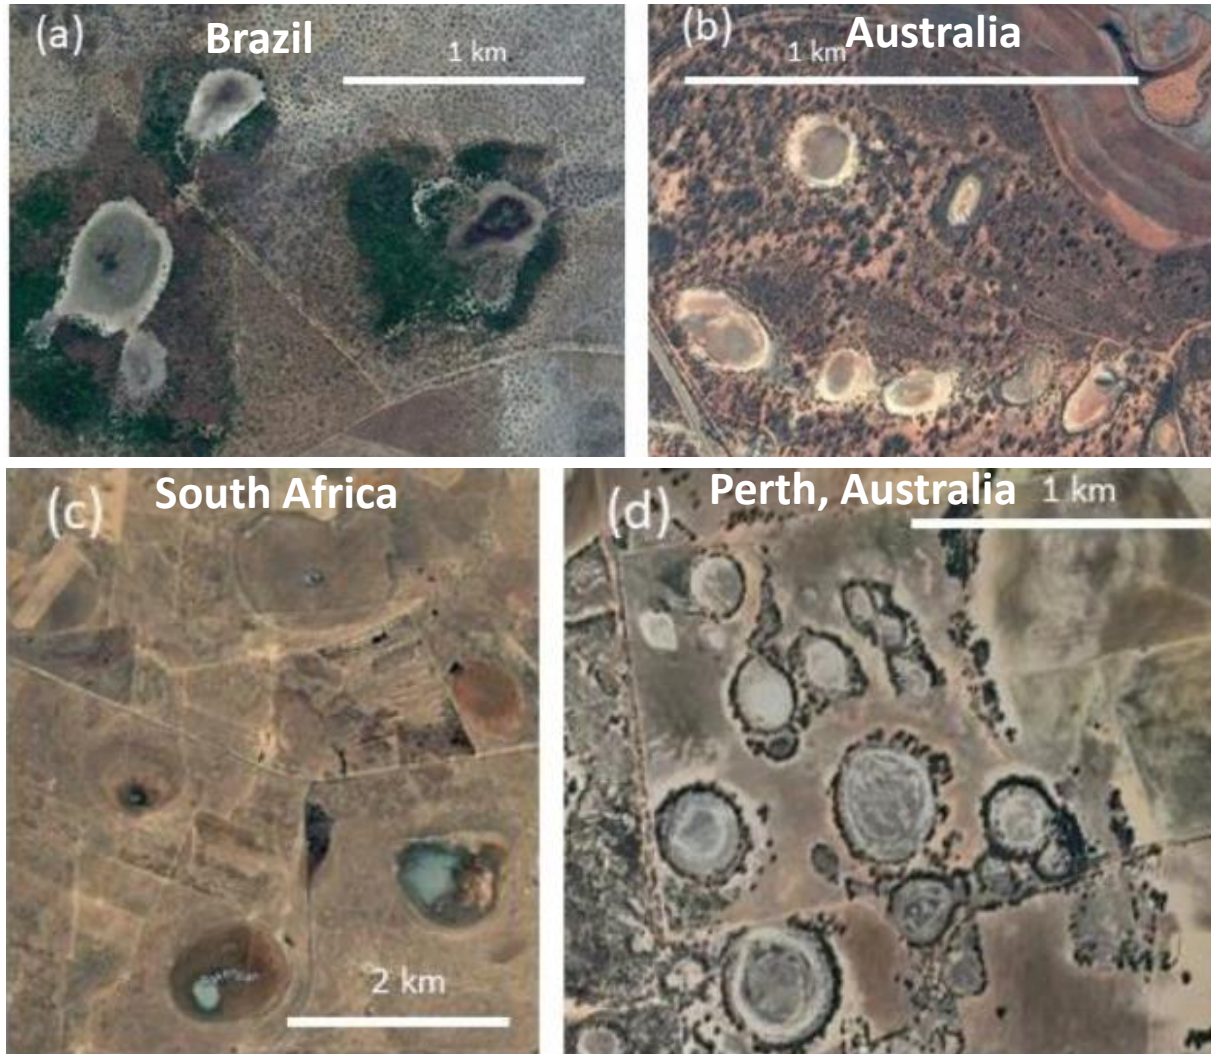 (a)
Brazil
1 km
(b)
Australia
1 km
(c)
South Africa
2 km
(d)
Perth, Australia
1 km